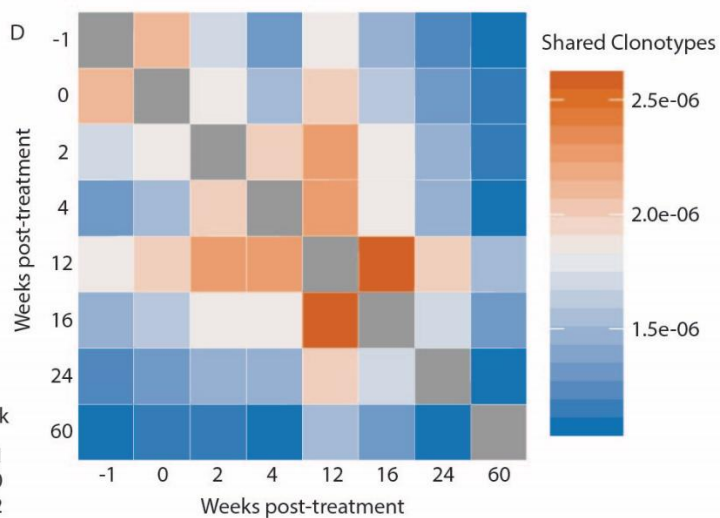 D
Shared Clonotypes
2.5e-06
2.0e-06
1.5e-06
Weeks post-treatment
-1
0
2
4
12
16
24
60
-1 0 2 4 12 16 24 60
Weeks post-treatment
k